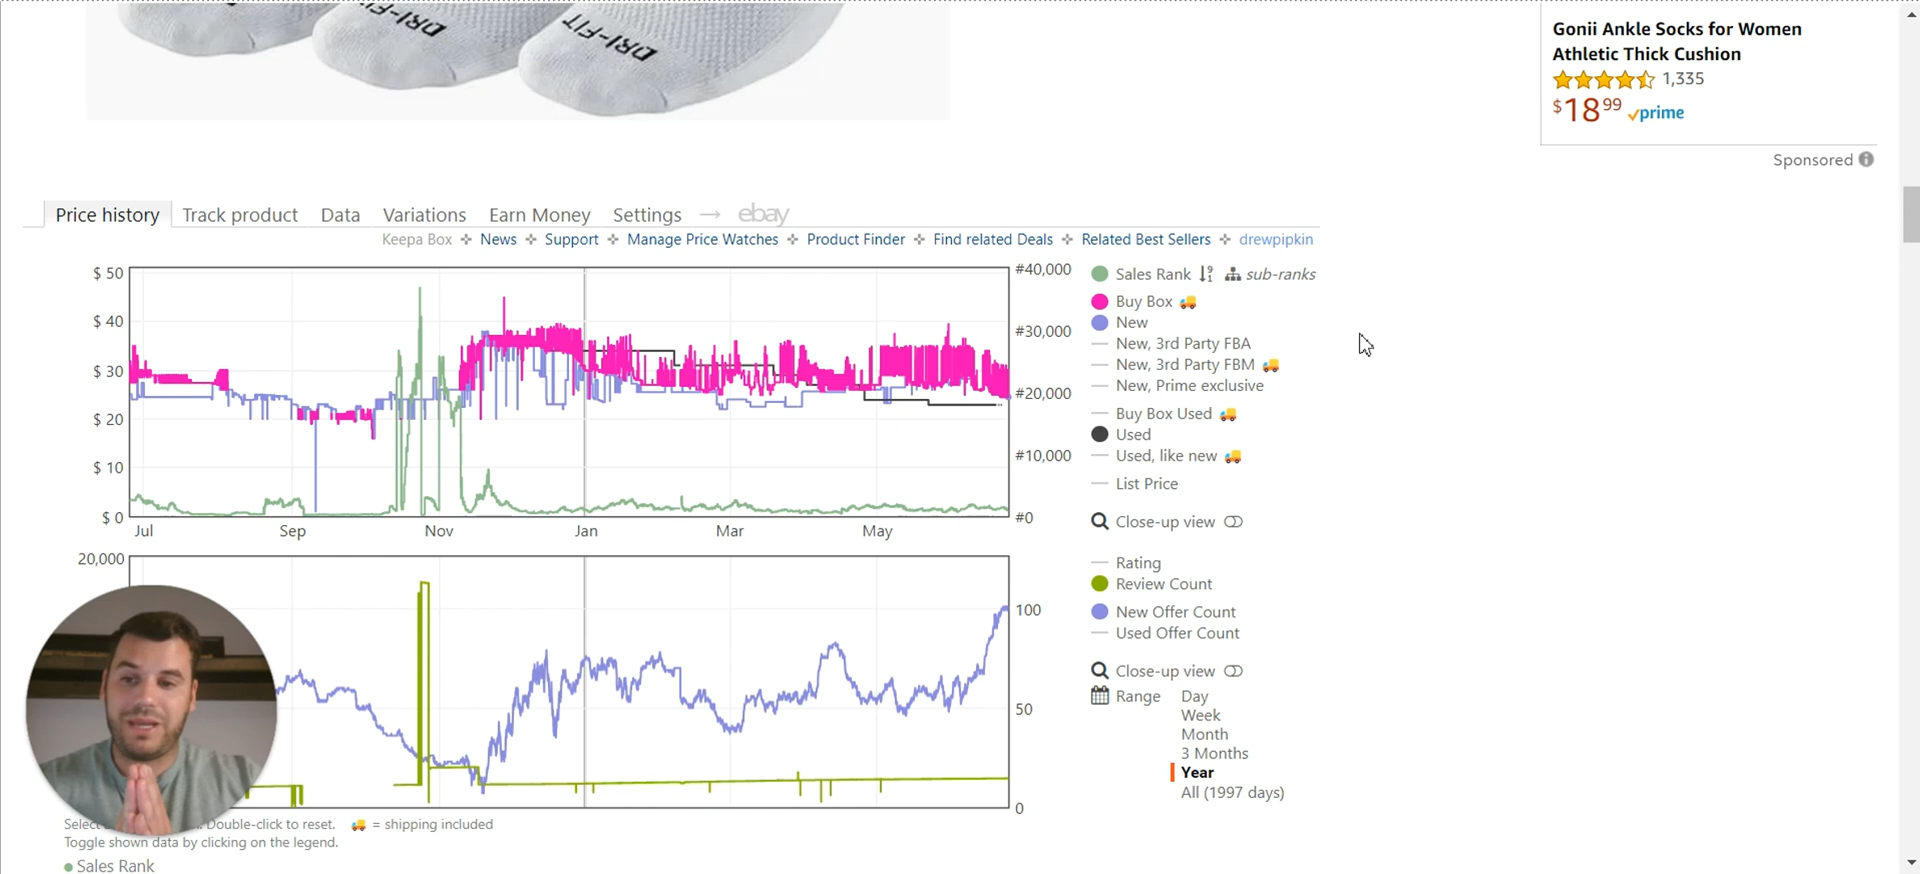 DRI-FIT
DRI-FIT
Gonii Ankle Socks for Women
Athletic Thick Cushion
1,335
$18 99 prime
Sponsored
Price history Track product Data Variations Earn Money Settings → ebay
Keepa Box News Support Manage Price Watches Product Finder Find related Deals Related Best Sellers drewpipkin
$ 50
$ 40
$ 30
$ 20
$ 10
$ 0
#40,000
#30,000
#20,000
#10,000
#0
Jul Sep Nov Jan Mar May
Sales Rank sub-ranks
Buy Box
New
New, 3rd Party FBA
New, 3rd Party FBM
New, Prime exclusive
Buy Box Used
Used
Used, like new
List Price
Close-up view
20,000
100
50
0
Rating
Review Count
New Offer Count
Used Offer Count
Close-up view
Range Day
Week
Month
3 Months
Year
All (1997 days)
Select Double-click to reset. = shipping included
Toggle shown data by clicking on the legend.
Sales Rank